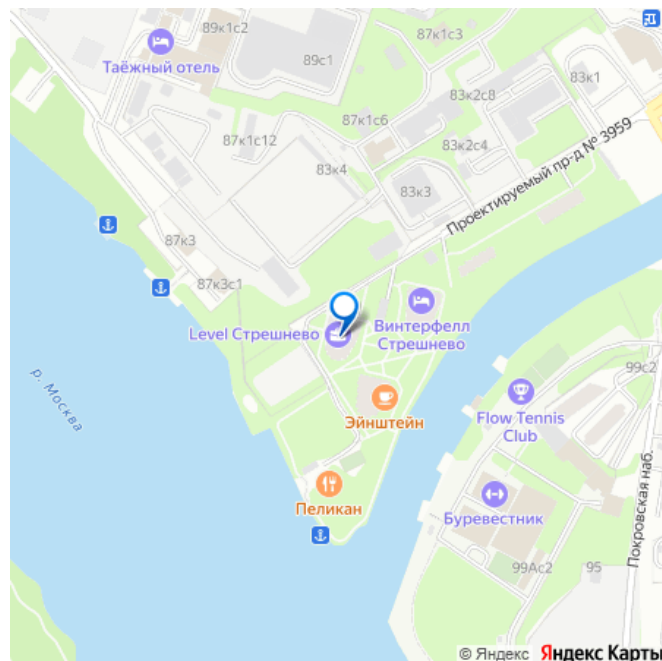 89к1с2
87к1с3
Таёжный отель
89с1
83к1
83к2с8
87к1с6
87к1с12
83к2с4
83к4
83к3
Проектируемый пр-д № 3959
87к3
87к3с1
Level Стрешнево
Винтерфелл
Стрешнево
р. Москва
99с2
Эйнштейн
Flow Tennis
Club
Пеликан
Буревестник
Покровская наб.
99Ас2
95
© Яндекс Яндекс Карты